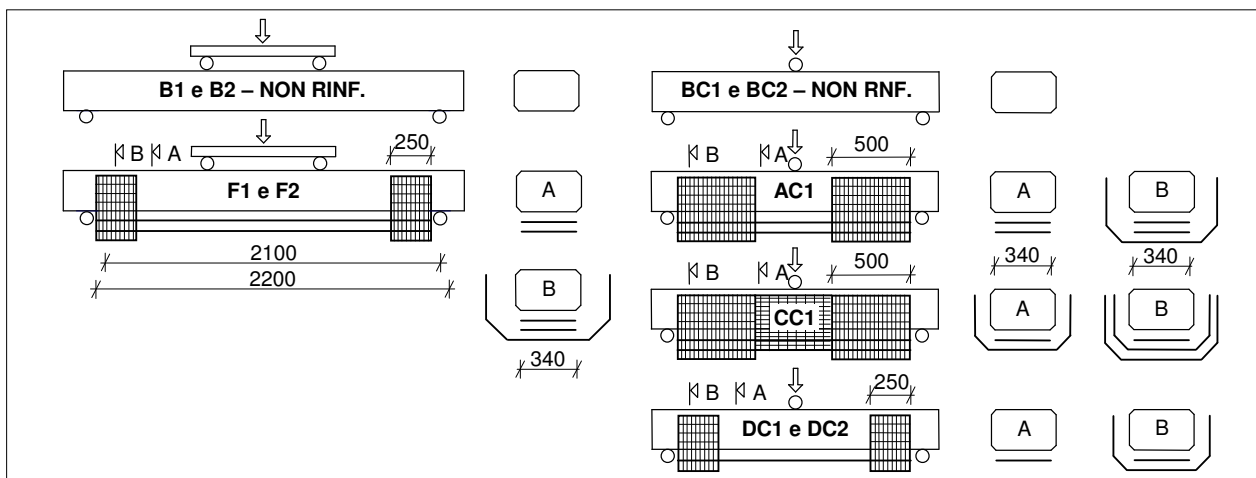 B1 e B2 – NON RINF.
B A
250
F1 e F2
A
2100
2200
B
340
BC1 e BC2 – NON RNF.
B A
500
AC1
A B
340 340
B A
500
CC1
A B
B A
250
DC1 e DC2
A B